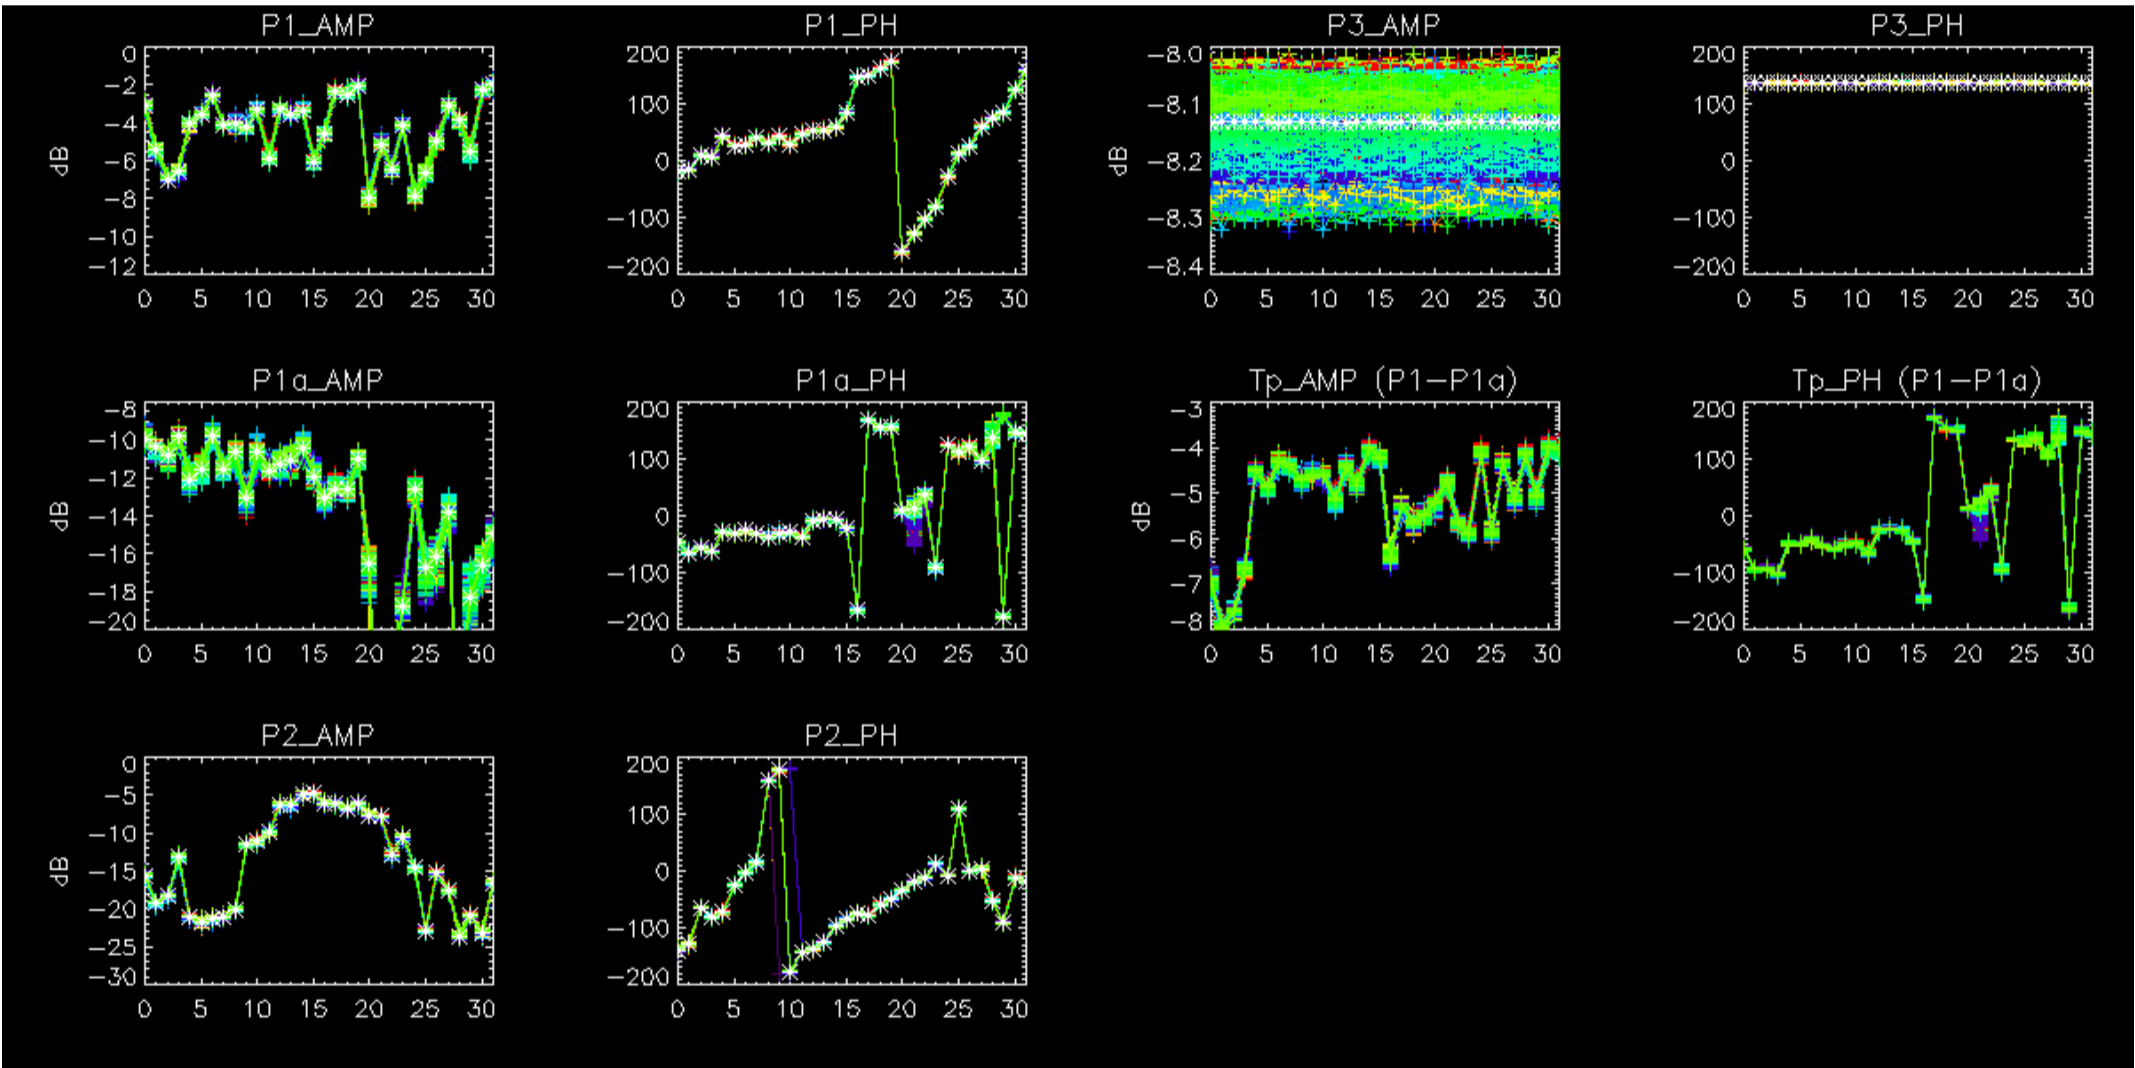 P1_AMP P1_PH P3_AMP P3_PH
0 200 −8.0 200
−2
−4 100 −8.1 100
dB −6 0 dB −8.2 0
−8
−10 −100 −8.3 −100
−12 −200 −8.4 −200
0 5 10 15 20 25 30 0 5 10 15 20 25 30 0 5 10 15 20 25 30 0 5 10 15 20 25 30
P1a_AMP P1a_PH Tp_AMP (P1−P1a) Tp_PH (P1−P1a)
−8 200 −3 200
−10 100 −4 100
−12
dB −14 0 dB −5 0
−16 −6
−18 −100 −7 −100
−20 −200 −8 −200
0 5 10 15 20 25 30 0 5 10 15 20 25 30 0 5 10 15 20 25 30 0 5 10 15 20 25 30
P2_AMP P2_PH
0 200
−5
−10 100
dB −15 0
−20
−25 −100
−30 −200
0 5 10 15 20 25 30 0 5 10 15 20 25 30